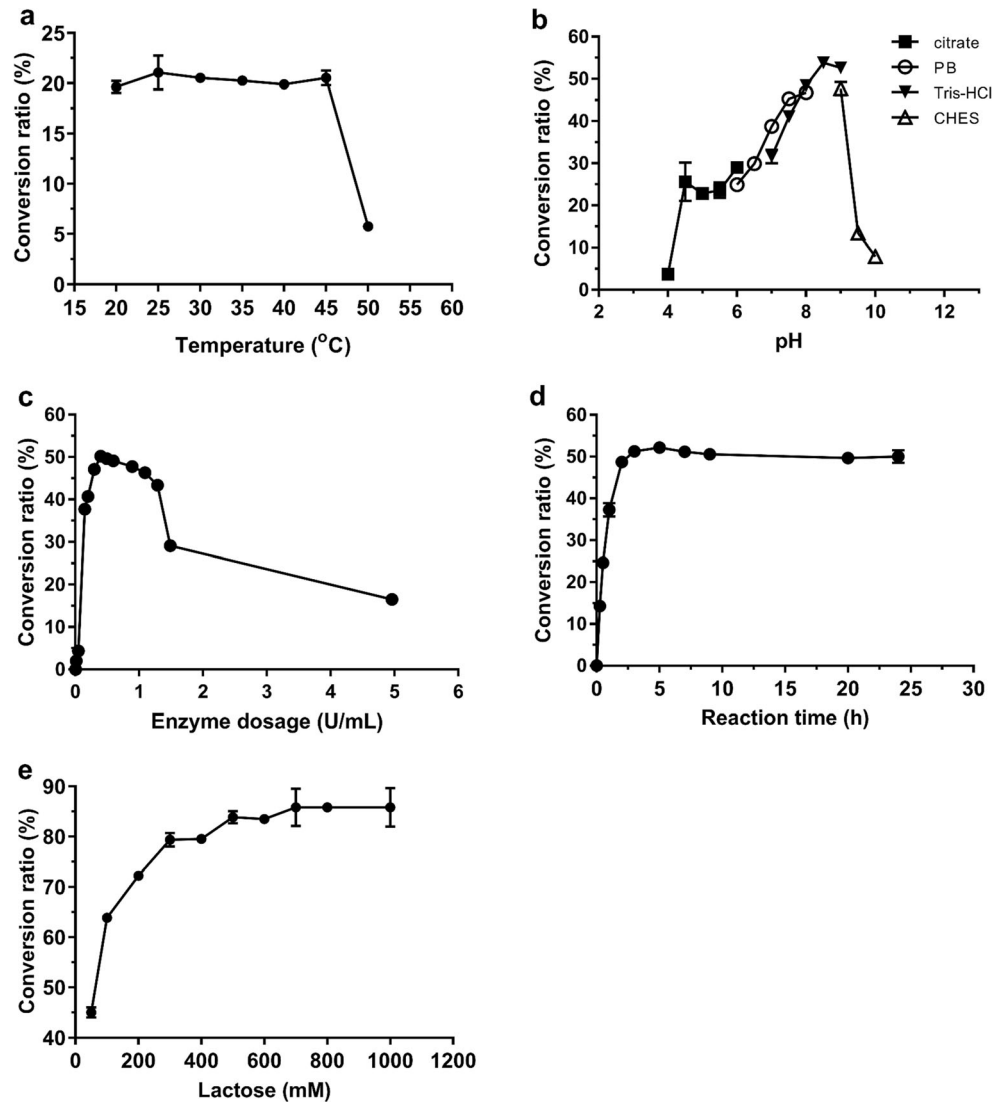 a
Conversion ratio (%)
25
20
15
10
5
0
15 20 25 30 35 40 45 50 55 60
Temperature (°C)
b
Conversion ratio (%)
60
50
40
30
20
10
0
2 4 6 8 10 12
pH
citrate
PB
Tris-HCl
CHES
c
Conversion ratio (%)
60
50
40
30
20
10
0
0 1 2 3 4 5 6
Enzyme dosage (U/mL)
d
Conversion ratio (%)
60
50
40
30
20
10
0
0 5 10 15 20 25 30
Reaction time (h)
e
Conversion ratio (%)
90
80
70
60
50
40
0 200 400 600 800 1000 1200
Lactose (mM)